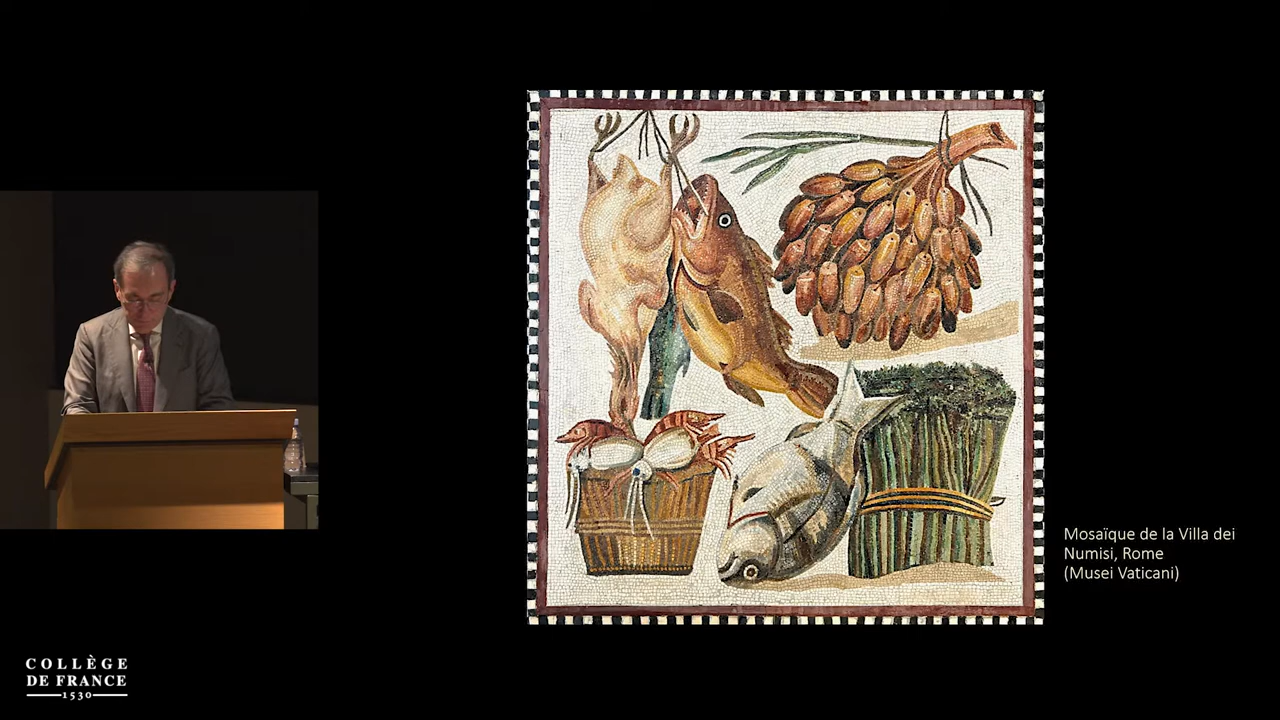 Mosaïque de la Villa dei
Numisi, Rome
(Musei Vaticani)
COLLÈGE
DE FRANCE
1530